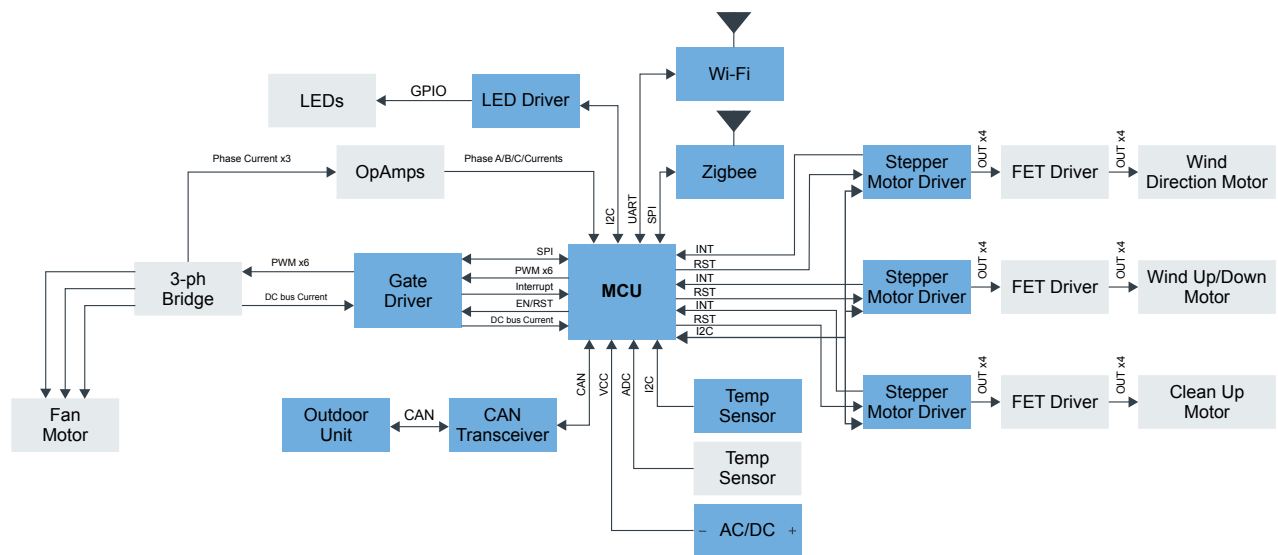 Wi-Fi
LEDs
GPIO
LED Driver
Phase Current x3
OpAmps
Phase A/B/C/Currents
I2C
UART
SPI
Zigbee
Stepper
Motor Driver
OUT x4
FET Driver
OUT x4
Wind
Direction Motor
3-ph
Bridge
PWM x6
DC bus Current
Gate
Driver
SPI
PWM x6
Interrupt
EN/RST
DC bus Current
MCU
INT
RST
INT
RST
INT
RST
I2C
Stepper
Motor Driver
OUT x4
FET Driver
OUT x4
Wind Up/Down
Motor
Stepper
Motor Driver
OUT x4
FET Driver
OUT x4
Clean Up
Motor
Fan
Motor
Outdoor
Unit
CAN
CAN
Transceiver
CAN
VCC
ADC
I2C
Temp
Sensor
Temp
Sensor
– AC/DC +